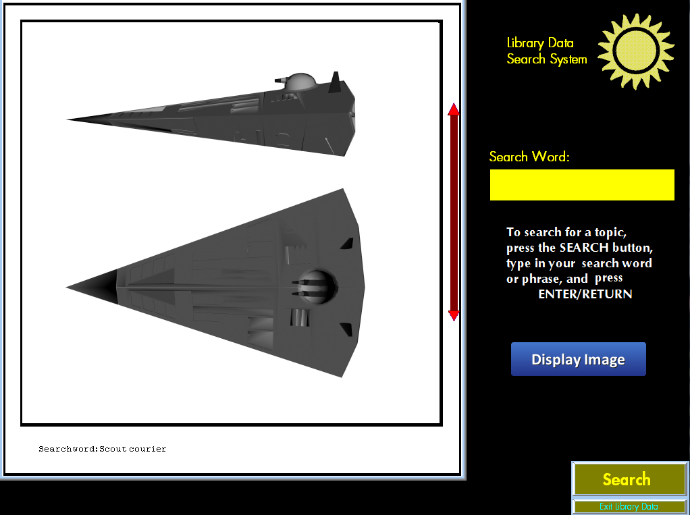 Library Data
Search System
Search Word:
To search for a topic,
press the SEARCH button,
type in your search word
or phrase, and press
ENTER/RETURN
Display Image
Searchword:Scout courier
Search
Exit Library Data